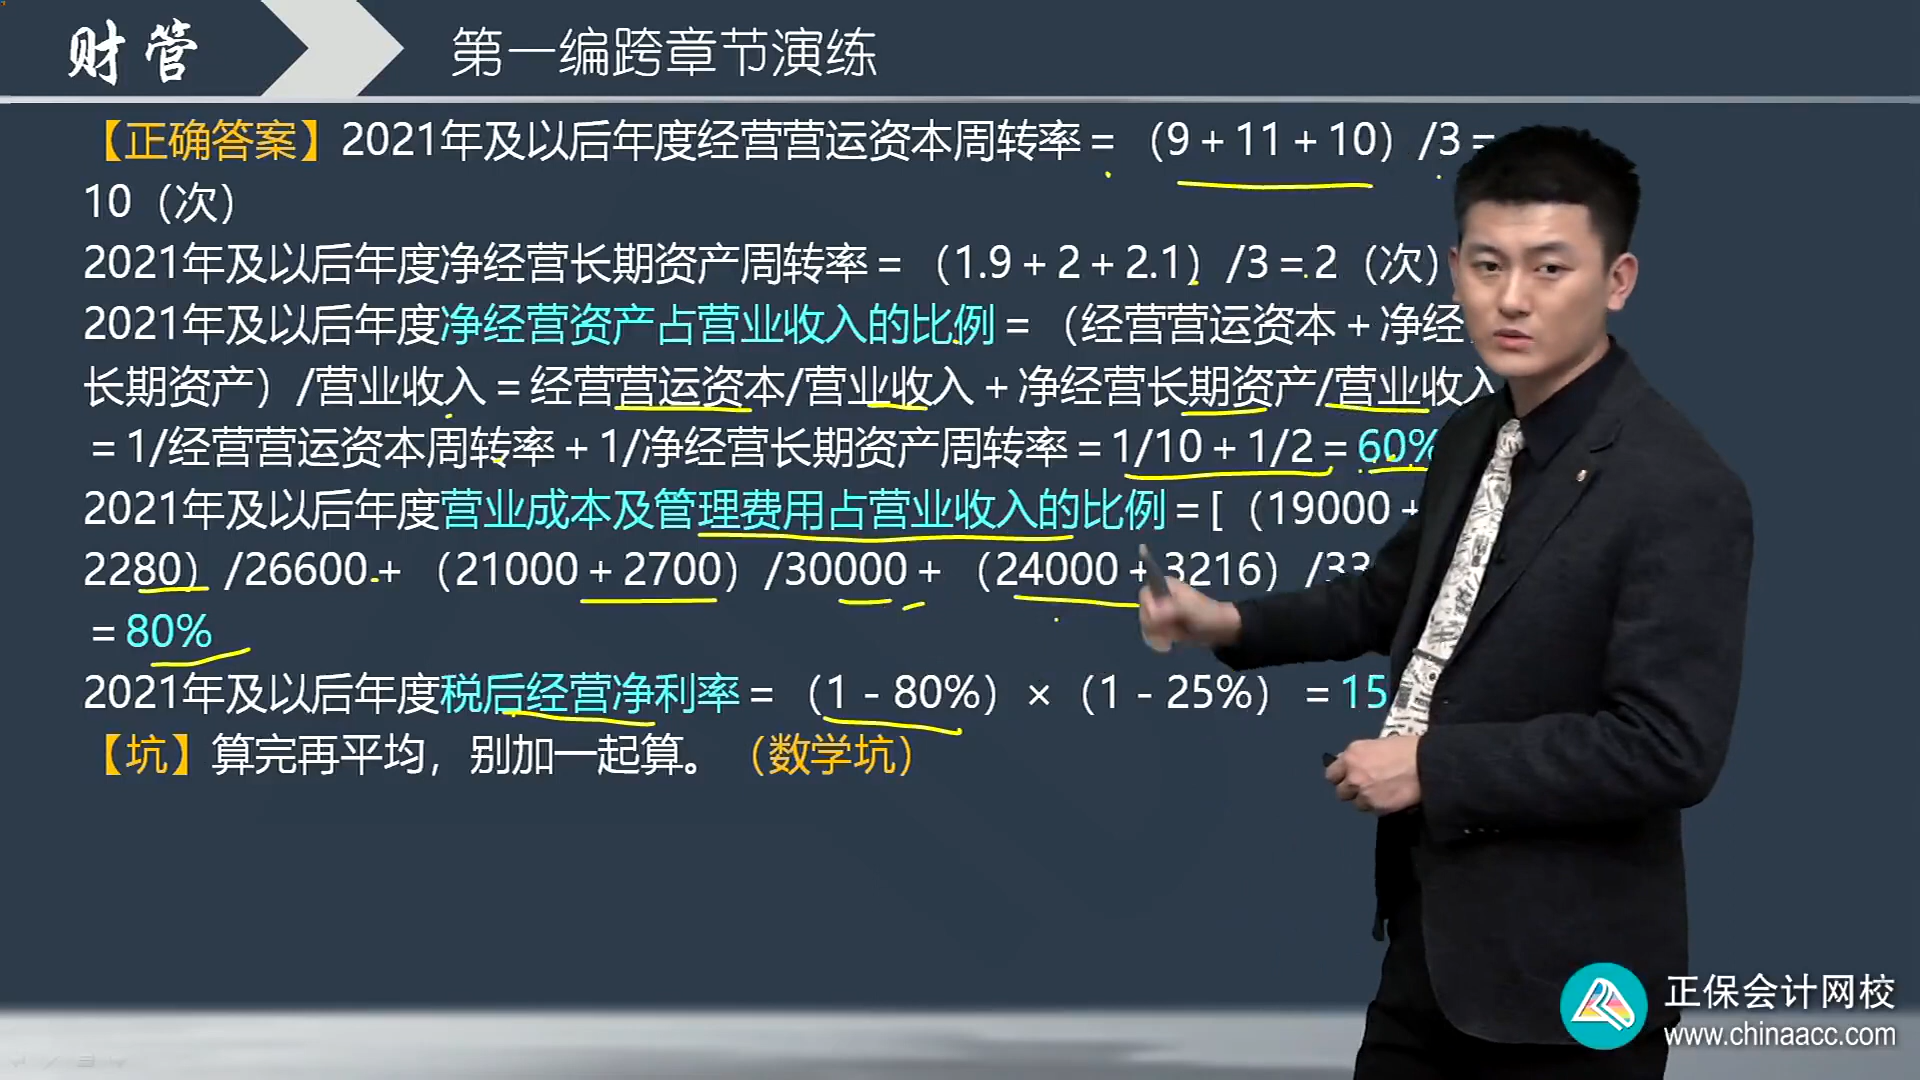 财管
第一编跨章节演练
【正确答案】2021年及以后年度经营营运资本周转率=（9+11+10）/3=
10（次）
2021年及以后年度净经营长期资产周转率=（1.9+2+2.1）/3=2（次）
2021年及以后年度净经营资产占营业收入的比例=（经营营运资本+净经
长期资产）/营业收入=经营营运资本/营业收入+净经营长期资产/营业收入
=1/经营营运资本周转率+1/净经营长期资产周转率=1/10+1/2=60%
2021年及以后年度营业成本及管理费用占营业收入的比例=[（19000+
2280）/26600+（21000+2700）/30000+（24000+3216）/33
=80%
2021年及以后年度税后经营净利率=（1-80%）×（1-25%）=15
【坑】算完再平均，别加一起算。（数学坑）
正保会计网校
www.chinaacc.com